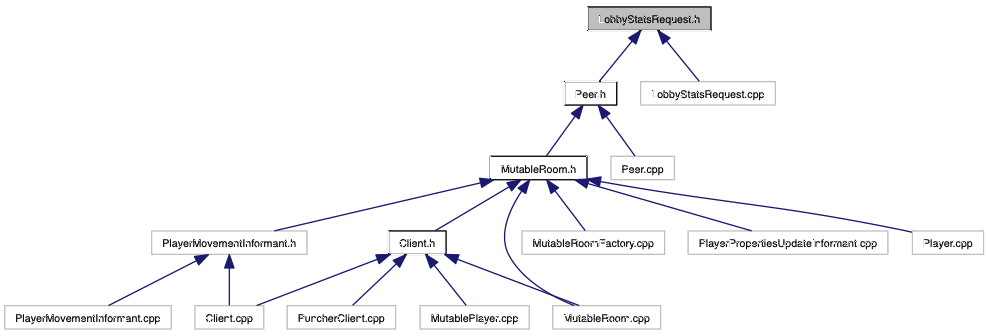 LobbyStatsRequest.h
Peer.h
LobbyStatsRequest.cpp
MutableRoom.h
Peer.cpp
PlayerMovementInformant.h
Client.h
MutableRoomFactory.cpp
PlayerPropertiesUpdateInformant.cpp
Player.cpp
PlayerMovementInformant.cpp
Client.cpp
PuncherClient.cpp
MutablePlayer.cpp
MutableRoom.cpp